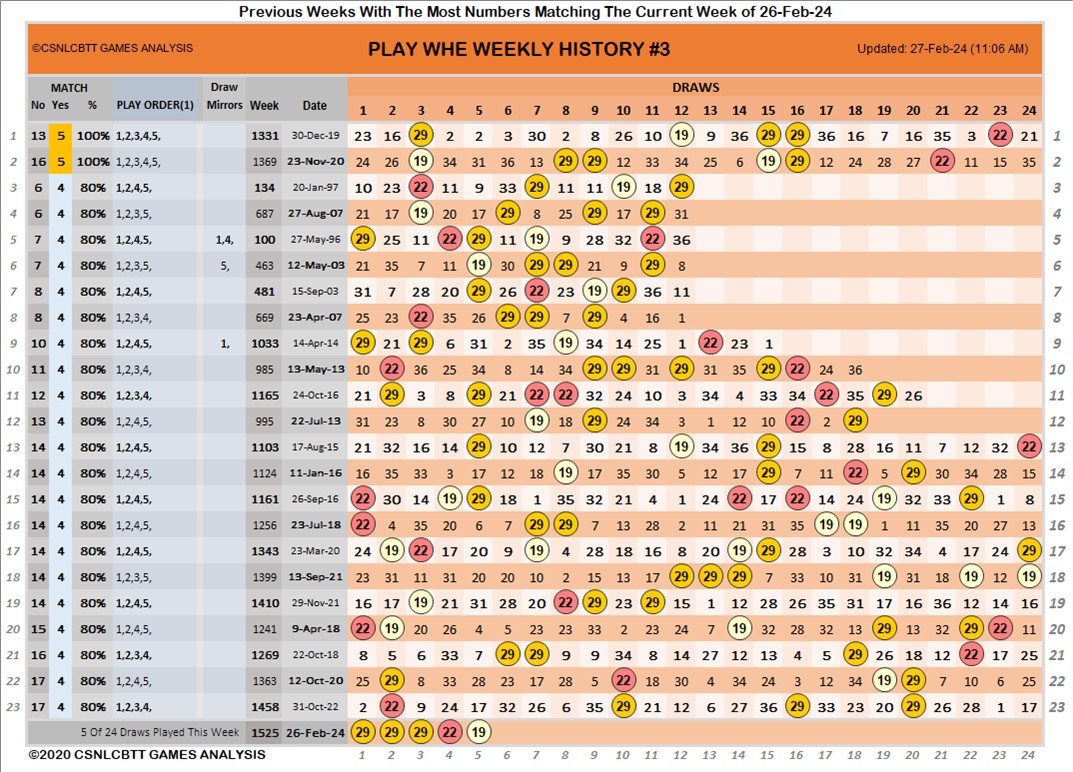 Previous Weeks With The Most Numbers Matching The Current Week of 26-Feb-24
©CSNLCBTT GAMES ANALYSIS PLAY WHE WEEKLY HISTORY #3 Updated: 27-Feb-24 (11:06 AM)
MATCH Draw DRAWS
No Yes % PLAY ORDER(1) Mirrors Week Date 1 2 3 4 5 6 7 8 9 10 11 12 13 14 15 16 17 18 19 20 21 22 23 24
1 13 5 100% 1,2,3,4,5, 1331 30-Dec-19 23 16 29 2 2 3 30 2 8 26 10 19 9 36 29 29 36 16 7 16 35 3 22 21 1
2 16 5 100% 1,2,3,4,5, 1369 23-Nov-20 24 26 19 34 31 36 13 29 29 12 33 34 25 6 19 29 12 24 28 27 22 11 15 35 2
3 6 4 80% 1,2,4,5, 134 20-Jan-97 10 23 22 11 9 33 29 11 11 19 18 29 3
4 6 4 80% 1,2,3,5, 687 27-Aug-07 21 17 19 20 17 29 8 25 29 17 29 31 4
5 7 4 80% 1,2,4,5, 1,4, 100 27-May-96 29 25 11 22 29 11 19 9 28 32 22 36 5
6 7 4 80% 1,2,3,5, 5, 463 12-May-03 21 35 7 11 19 30 29 29 21 9 29 8 6
7 8 4 80% 1,2,4,5, 481 15-Sep-03 31 7 28 20 29 26 22 23 19 29 36 11 7
8 8 4 80% 1,2,3,4, 669 23-Apr-07 25 23 22 35 26 29 29 7 29 4 16 1 8
9 10 4 80% 1,2,4,5, 1, 1033 14-Apr-14 29 21 29 6 31 2 35 19 34 14 25 1 22 23 1 9
10 11 4 80% 1,2,3,4, 985 13-May-13 10 22 36 25 34 8 14 34 29 29 31 29 31 35 29 22 24 36 10
11 12 4 80% 1,2,3,4, 1165 24-Oct-16 21 29 3 8 29 21 22 22 32 24 10 3 34 4 33 34 22 35 29 26 11
12 13 4 80% 1,2,4,5, 995 22-Jul-13 31 23 8 30 27 10 19 18 29 24 34 3 1 12 10 22 2 29 12
13 14 4 80% 1,2,4,5, 1103 17-Aug-15 21 32 16 14 29 10 12 7 30 21 8 19 34 36 29 15 8 28 16 11 7 12 32 22 13
14 14 4 80% 1,2,4,5, 1124 11-Jan-16 16 35 33 3 17 12 18 19 17 35 30 5 12 17 29 7 11 22 5 29 30 34 28 15 14
15 14 4 80% 1,2,4,5, 1161 26-Sep-16 22 30 14 19 29 18 1 35 32 21 4 1 24 22 17 22 14 24 19 32 33 29 1 8 15
16 14 4 80% 1,2,4,5, 1256 23-Jul-18 22 4 35 20 6 7 29 29 7 13 28 2 11 21 31 35 19 19 1 11 35 20 27 13 16
17 14 4 80% 1,2,4,5, 1343 23-Mar-20 24 19 22 17 20 9 19 4 28 18 16 8 20 19 29 28 3 10 32 34 4 17 24 29 17
18 14 4 80% 1,2,3,5, 1399 13-Sep-21 23 31 11 31 20 20 10 2 15 13 17 29 29 29 7 33 10 31 19 31 18 19 12 19 18
19 14 4 80% 1,2,4,5, 1410 29-Nov-21 16 17 19 21 31 28 20 22 29 23 29 15 1 12 28 26 35 31 17 16 36 12 14 16 19
20 15 4 80% 1,2,4,5, 1241 9-Apr-18 22 19 20 26 4 5 23 23 33 2 23 24 7 19 32 28 32 13 29 13 32 29 22 11 20
21 16 4 80% 1,2,3,4, 1269 22-Oct-18 8 5 6 33 7 29 29 9 9 34 8 14 27 12 13 4 5 29 26 18 12 22 17 25 21
22 17 4 80% 1,2,4,5, 1363 12-Oct-20 25 29 8 33 28 23 17 28 5 22 18 30 4 34 24 3 12 34 19 29 7 10 6 25 22
23 17 4 80% 1,2,3,4, 1458 31-Oct-22 2 22 9 24 17 32 26 6 35 29 21 12 6 27 36 29 33 23 20 29 26 28 1 17 23
5 Of 24 Draws Played This Week 1525 26-Feb-24 29 29 29 22 19
©2020 CSNLCBTT GAMES ANALYSIS 1 2 3 4 5 6 7 8 9 10 11 12 13 14 15 16 17 18 19 20 21 22 23 24